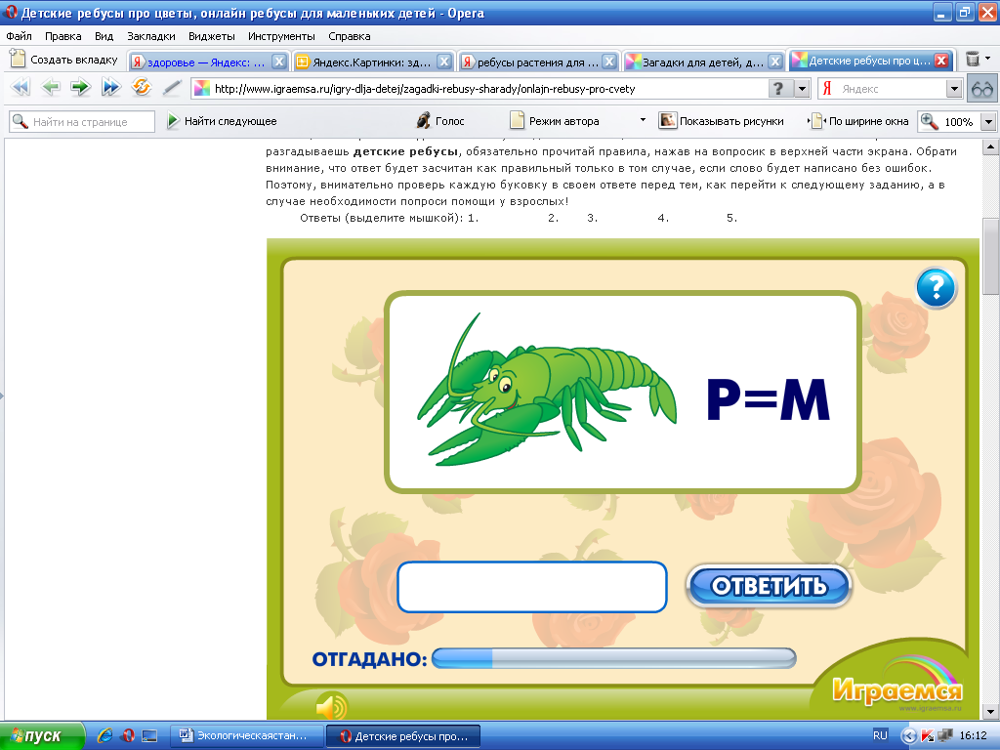 Детские ребусы про цветы, онлайн ребусы для маленьких детей - Opera
Файл Правка Вид Закладки Виджеты Инструменты Справка
Создать вкладку здоровье — Яндекс: ... Яндекс.Картинки: зд... ребусы растения для ... Загадки для детей, д... Детские ребусы про ц...
http://www.igraemsa.ru/igry-dlja-detej/zagadki-rebusy-sharady/onlajn-rebusy-pro-cvety ? Яндекс
Найти на странице Найти следующее Голос Режим автора Показывать рисунки По ширине окна 100%
разгадываешь детские ребусы, обязательно прочитай правила, нажав на вопросик в верхней части экрана. Обрати
внимание, что ответ будет засчитан как правильный только в том случае, если слово будет написано без ошибок.
Поэтому, внимательно проверь каждую буковку в своем ответе перед тем, как перейти к следующему заданию, а в
случае необходимости попроси помощи у взрослых!
Ответы (выделите мышкой): 1. 2. 3. 4. 5.
?
Р=М
ОТВЕТИТЬ
ОТГАДАНО:
Играемся
www.igraemsa.ru
пуск Экологическаястан... Детские ребусы про... RU 16:12